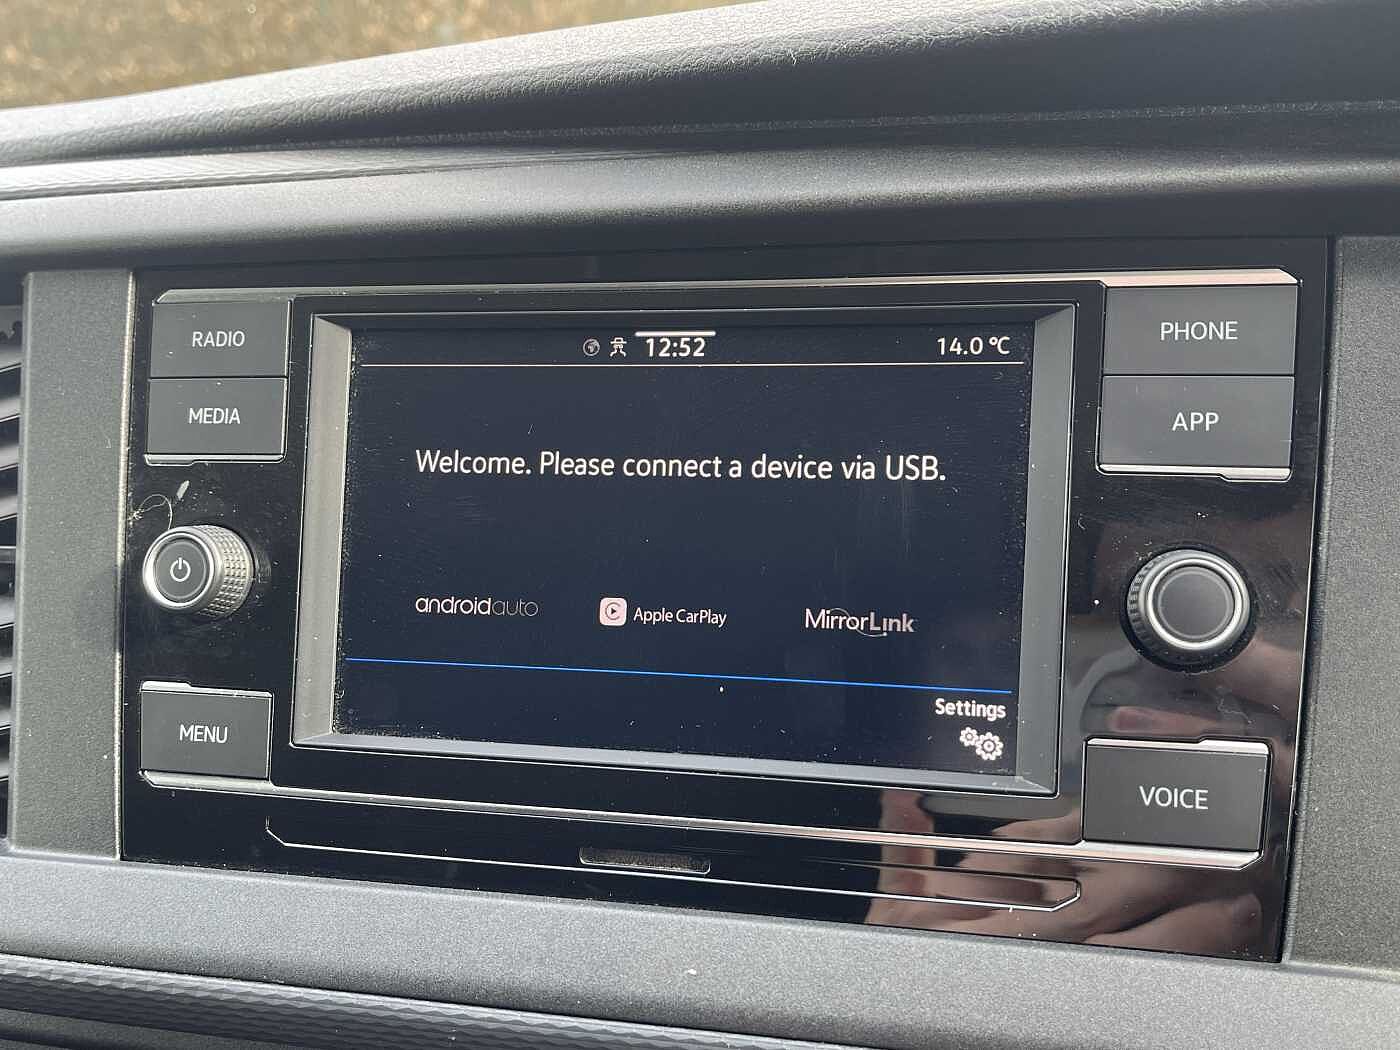 RADIO
MEDIA
MENU
12:52
14.0 °C
Welcome. Please connect a device via USB.
androidauto
Apple CarPlay
MirrorLink
Settings
PHONE
APP
VOICE